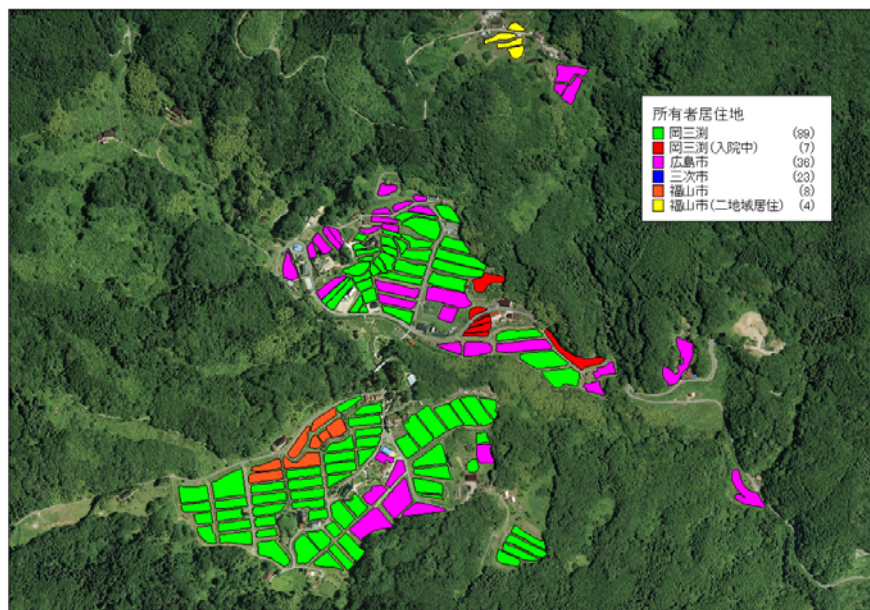 所有者居住地
岡三渕 (89)
岡三渕(入院中) (7)
広島市 (36)
三次市 (23)
福山市 (8)
福山市(二地域居住) (4)